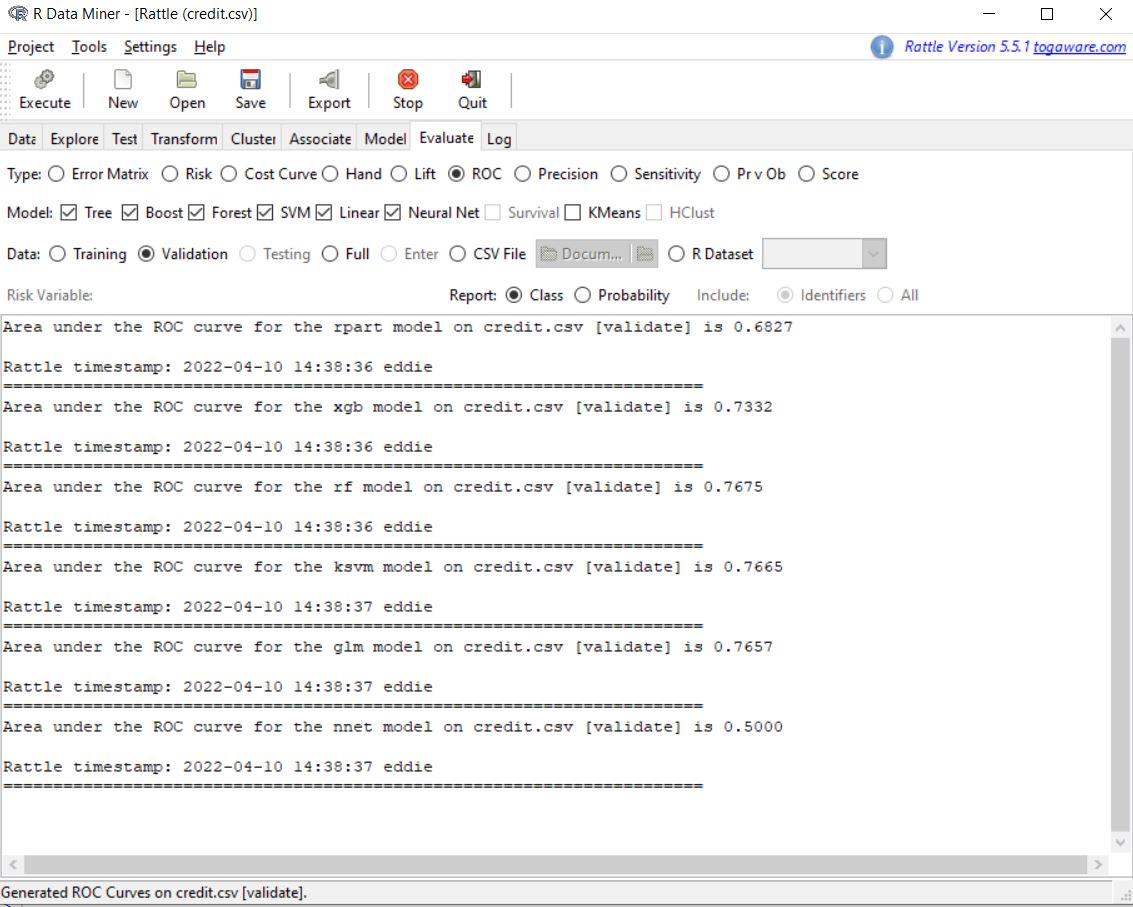 R Data Miner - [Rattle (credit.csv)]
Project Tools Settings Help Rattle Version 5.5.1 togaware.com
Execute New Open Save Export Stop Quit
Data Explore Test Transform Cluster Associate Model Evaluate Log
Type: Error Matrix Risk Cost Curve Hand Lift ROC Precision Sensitivity Pr v Ob Score
Model: Tree Boost Forest SVM Linear Neural Net Survival KMeans HClust
Data: Training Validation Testing Full Enter CSV File Docum... R Dataset
Risk Variable: Report: Class Probability Include: Identifiers All
Area under the ROC curve for the rpart model on credit.csv [validate] is 0.6827
Rattle timestamp: 2022-04-10 14:38:36 eddie
======================================================================
Area under the ROC curve for the xgb model on credit.csv [validate] is 0.7332
Rattle timestamp: 2022-04-10 14:38:36 eddie
======================================================================
Area under the ROC curve for the rf model on credit.csv [validate] is 0.7675
Rattle timestamp: 2022-04-10 14:38:36 eddie
======================================================================
Area under the ROC curve for the ksvm model on credit.csv [validate] is 0.7665
Rattle timestamp: 2022-04-10 14:38:37 eddie
======================================================================
Area under the ROC curve for the glm model on credit.csv [validate] is 0.7657
Rattle timestamp: 2022-04-10 14:38:37 eddie
======================================================================
Area under the ROC curve for the nnet model on credit.csv [validate] is 0.5000
Rattle timestamp: 2022-04-10 14:38:37 eddie
======================================================================
Generated ROC Curves on credit.csv [validate].